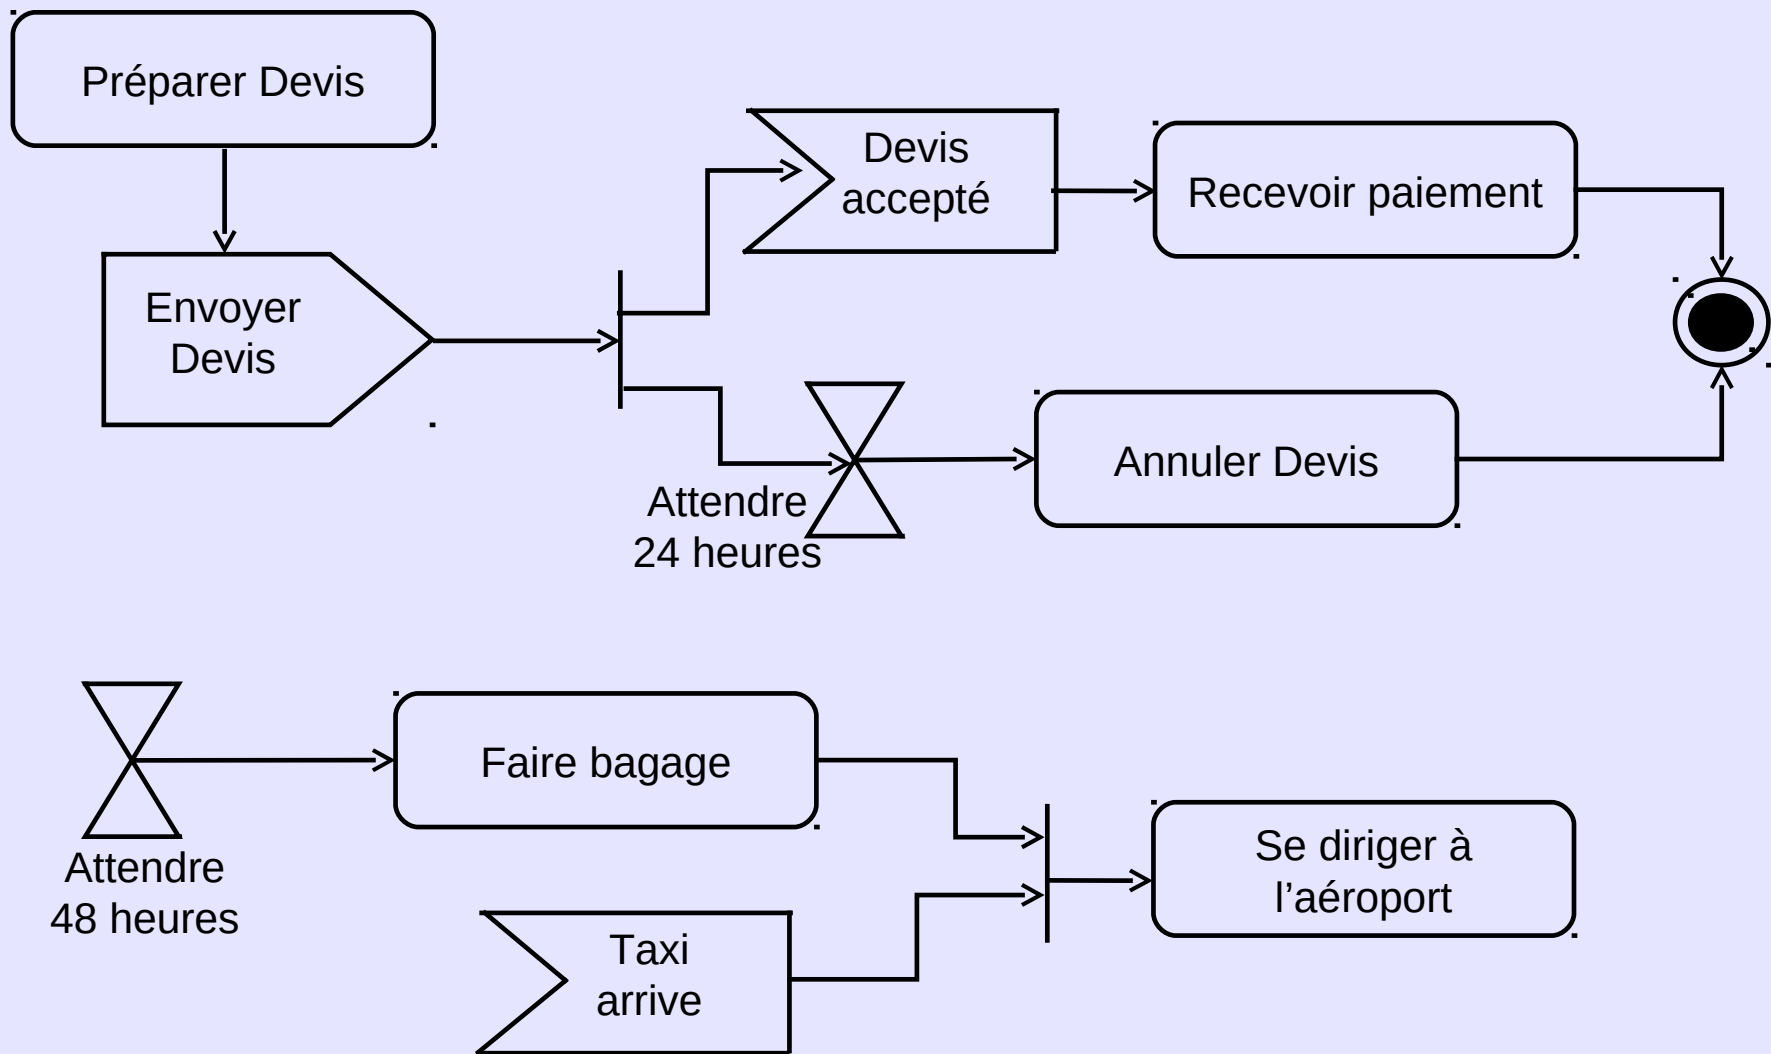 Préparer Devis
Envoyer
Devis
Devis
accepté
Recevoir paiement
Attendre
24 heures
Annuler Devis
Attendre
48 heures
Faire bagage
Taxi
arrive
Se diriger à
l’aéroport